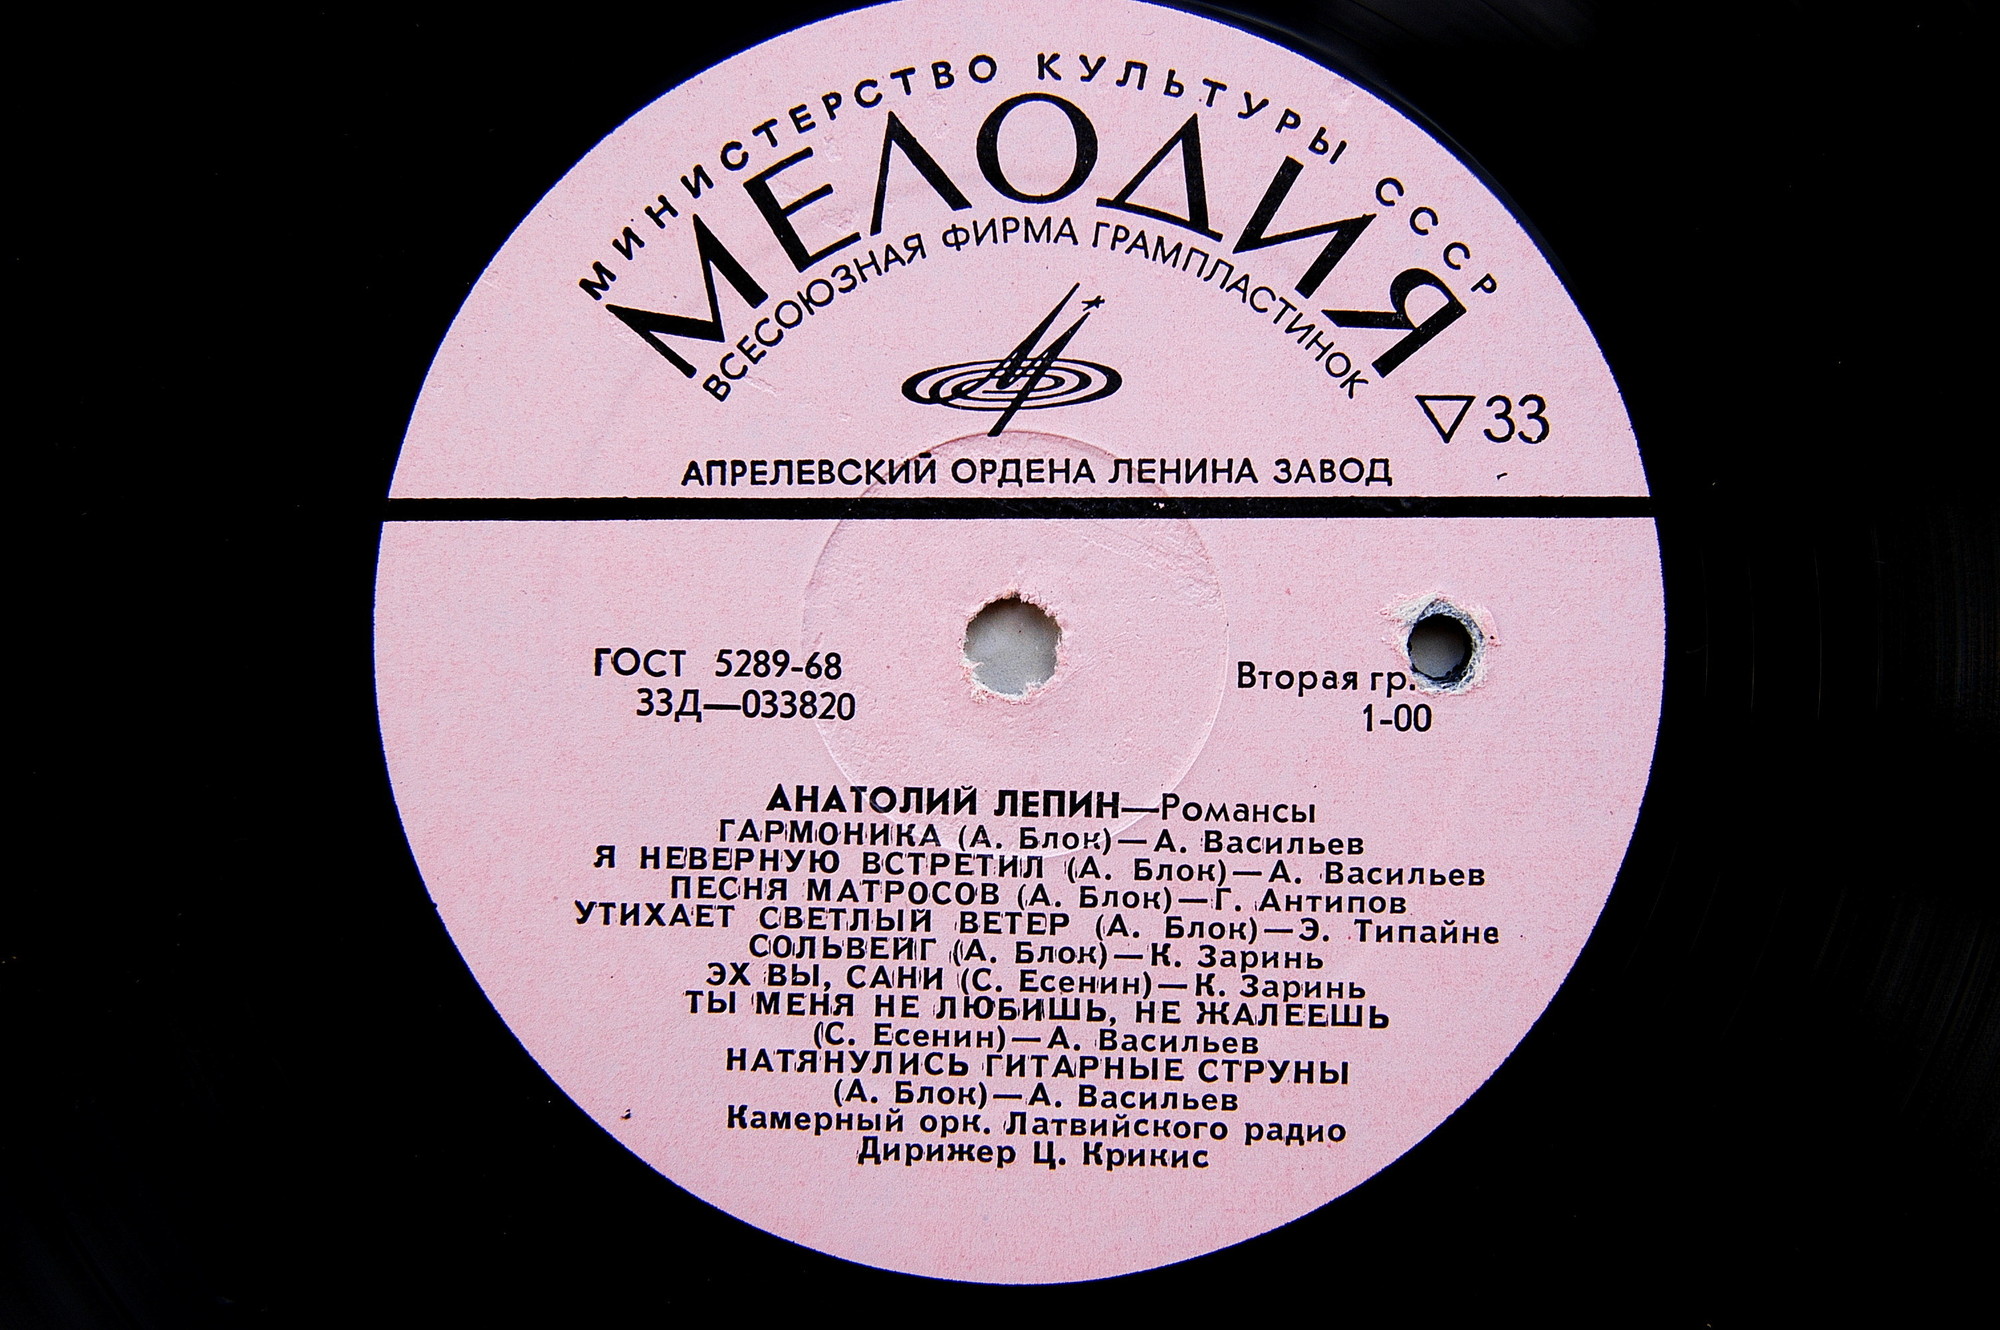 МИНИСТЕРСТВО КУЛЬТУРЫ СССР
МЕЛОДИЯ
ВСЕСОЮЗНАЯ ФИРМА ГРАМПЛАСТИНОК
▽33
АПРЕЛЕВСКИЙ ОРДЕНА ЛЕНИНА ЗАВОД
ГОСТ 5289-68
33Д—033820
Вторая гр.
1-00
АНАТОЛИЙ ЛЕПИН—Романсы
ГАРМОНИКА (А. Блок)—А. Васильев
Я НЕВЕРНУЮ ВСТРЕТИЛ (А. Блок)—А. Васильев
ПЕСНЯ МАТРОСОВ (А. Блок)—Г. Антипов
УТИХАЕТ СВЕТЛЫЙ ВЕТЕР (А. Блок)—Э. Типайне
СОЛЬВЕЙГ (А. Блок)—К. Заринь
ЭХ ВЫ, САНИ (С. Есенин)—К. Заринь
ТЫ МЕНЯ НЕ ЛЮБИШЬ, НЕ ЖАЛЕЕШЬ
(С. Есенин)—А. Васильев
НАТЯНУЛИСЬ ГИТАРНЫЕ СТРУНЫ
(А. Блок)—А. Васильев
Камерный орк. Латвийского радио
Дирижер Ц. Крикис